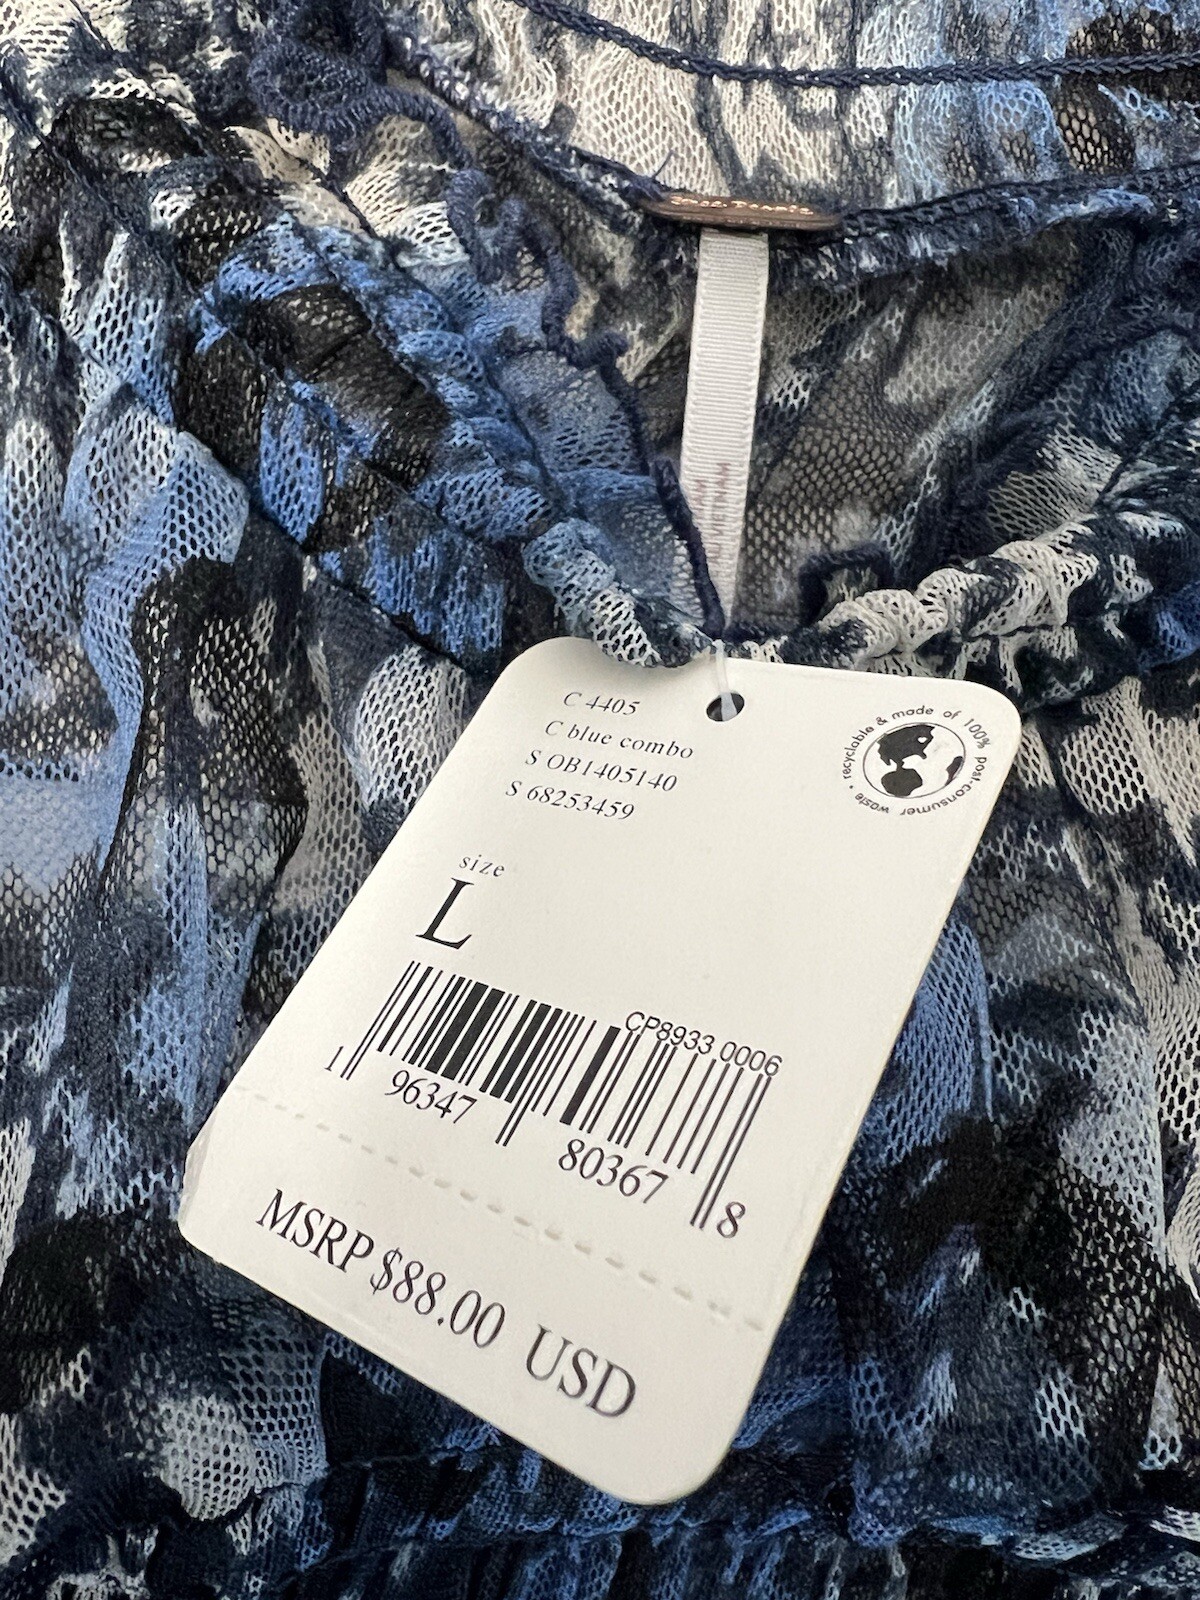 C 4405
C blue combo
S OB1405140
S 68253459
recyclable & made of 100% post-consumer waste •
size
L
CP8933 0006
1 96347 80367 8
MSRP $88.00 USD